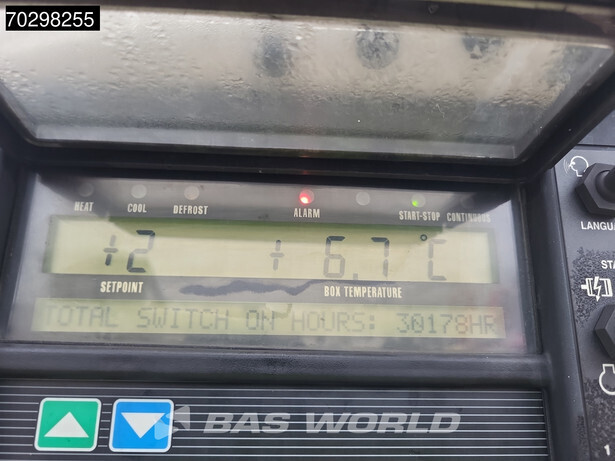 70298255
HEAT COOL DEFROST ALARM START-STOP CONTINUOUS
+2 + 6.7 °C
SETPOINT BOX TEMPERATURE
TOTAL SWITCH ON HOURS: 30178HR
BAS WORLD